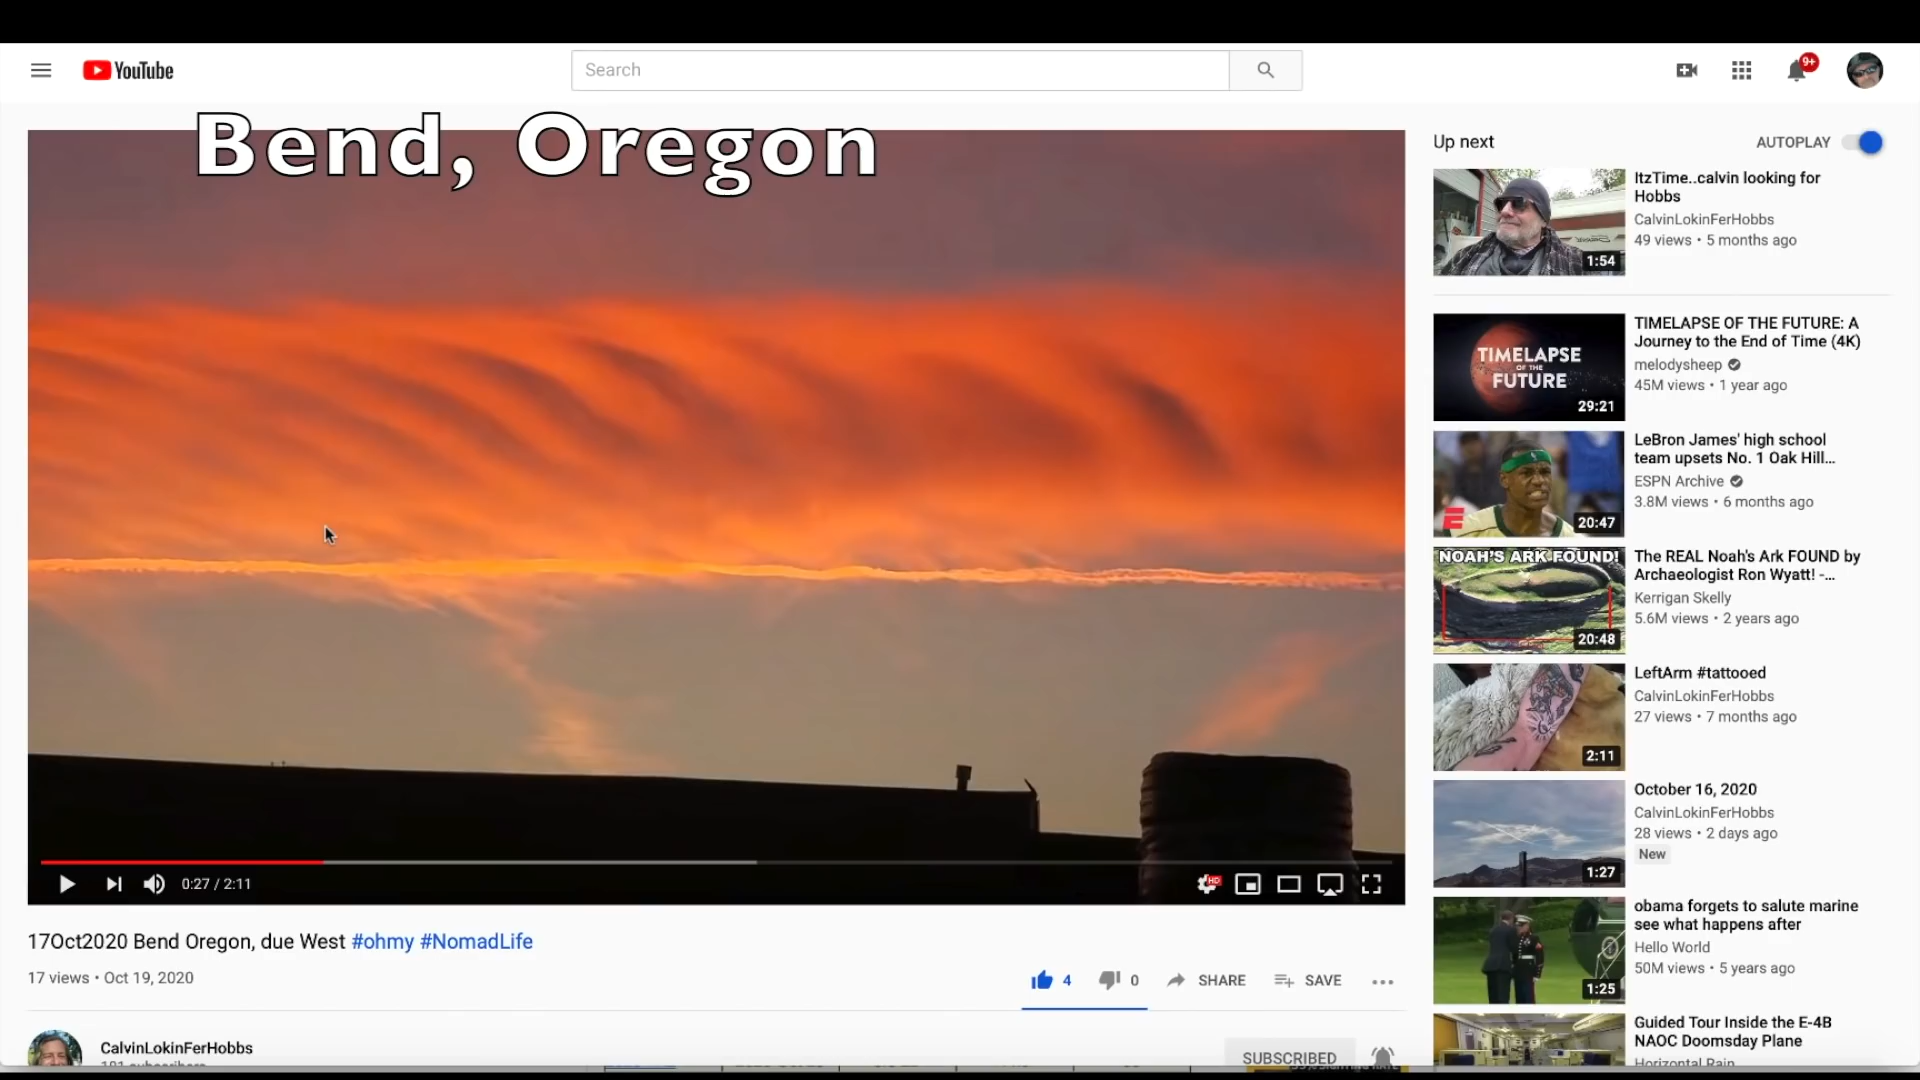 YouTube
Search
9+
Bend, Oregon
0:27 / 2:11
HD
17Oct2020 Bend Oregon, due West #ohmy #NomadLife
17 views • Oct 19, 2020
4
0
SHARE
SAVE
CalvinLokinFerHobbs
SUBSCRIBED
Up next
AUTOPLAY
1:54
ItzTime..calvin looking for
Hobbs
CalvinLokinFerHobbs
49 views • 5 months ago
TIMELAPSE
OF THE
FUTURE
29:21
TIMELAPSE OF THE FUTURE: A
Journey to the End of Time (4K)
melodysheep
45M views • 1 year ago
20:47
LeBron James' high school
team upsets No. 1 Oak Hill...
ESPN Archive
3.8M views • 6 months ago
NOAH'S ARK FOUND!
20:48
The REAL Noah's Ark FOUND by
Archaeologist Ron Wyatt! -...
Kerrigan Skelly
5.6M views • 2 years ago
2:11
LeftArm #tattooed
CalvinLokinFerHobbs
27 views • 7 months ago
1:27
October 16, 2020
CalvinLokinFerHobbs
28 views • 2 days ago
New
1:25
obama forgets to salute marine
see what happens after
Hello World
50M views • 5 years ago
Guided Tour Inside the E-4B
NAOC Doomsday Plane
Horizontal Rain